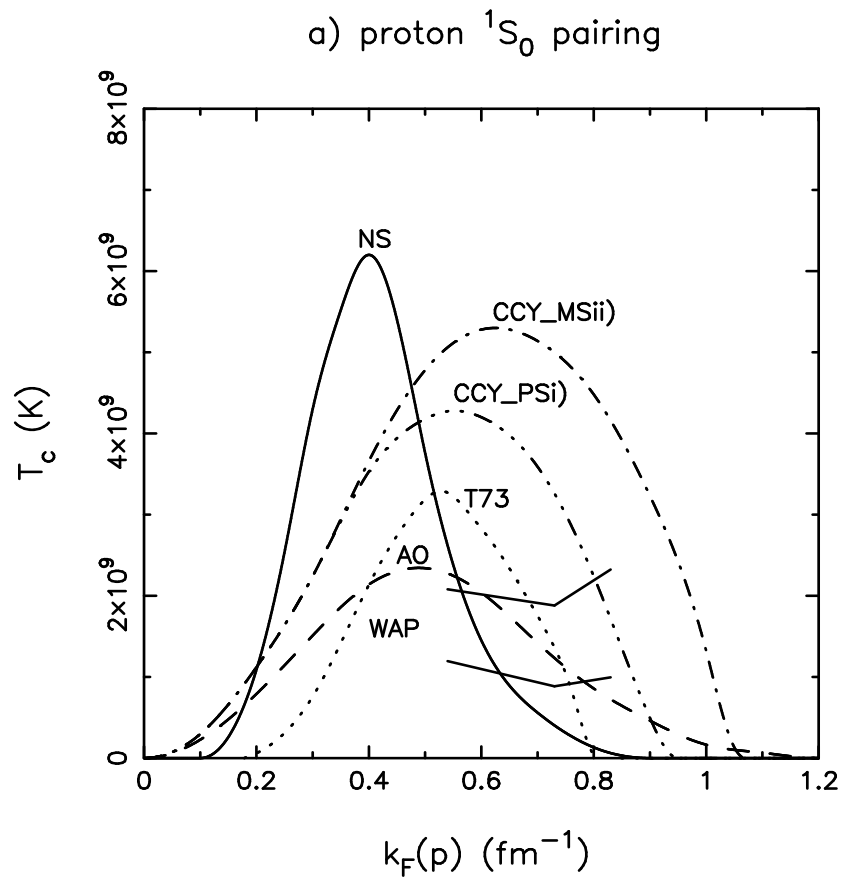 a) proton ¹S₀ pairing
8×10⁹
6×10⁹
4×10⁹
2×10⁹
0
T_c (K)
NS
CCY_MSii)
CCY_PSi)
T73
AO
WAP
0 0.2 0.4 0.6 0.8 1 1.2
k_F(p) (fm⁻¹)